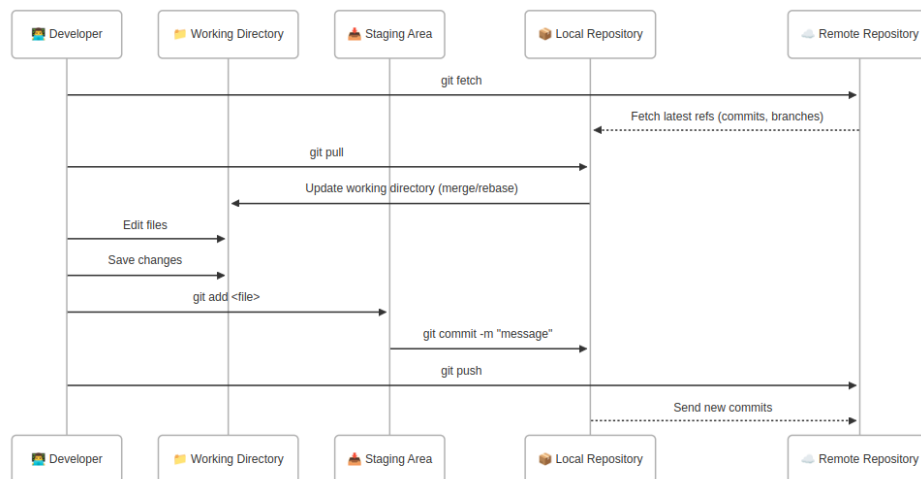 👨‍💻 Developer
📁 Working Directory
📥 Staging Area
📦 Local Repository
☁️ Remote Repository
git fetch
Fetch latest refs (commits, branches)
git pull
Update working directory (merge/rebase)
Edit files
Save changes
git add <file>
git commit -m "message"
git push
Send new commits
👨‍💻 Developer
📁 Working Directory
📥 Staging Area
📦 Local Repository
☁️ Remote Repository